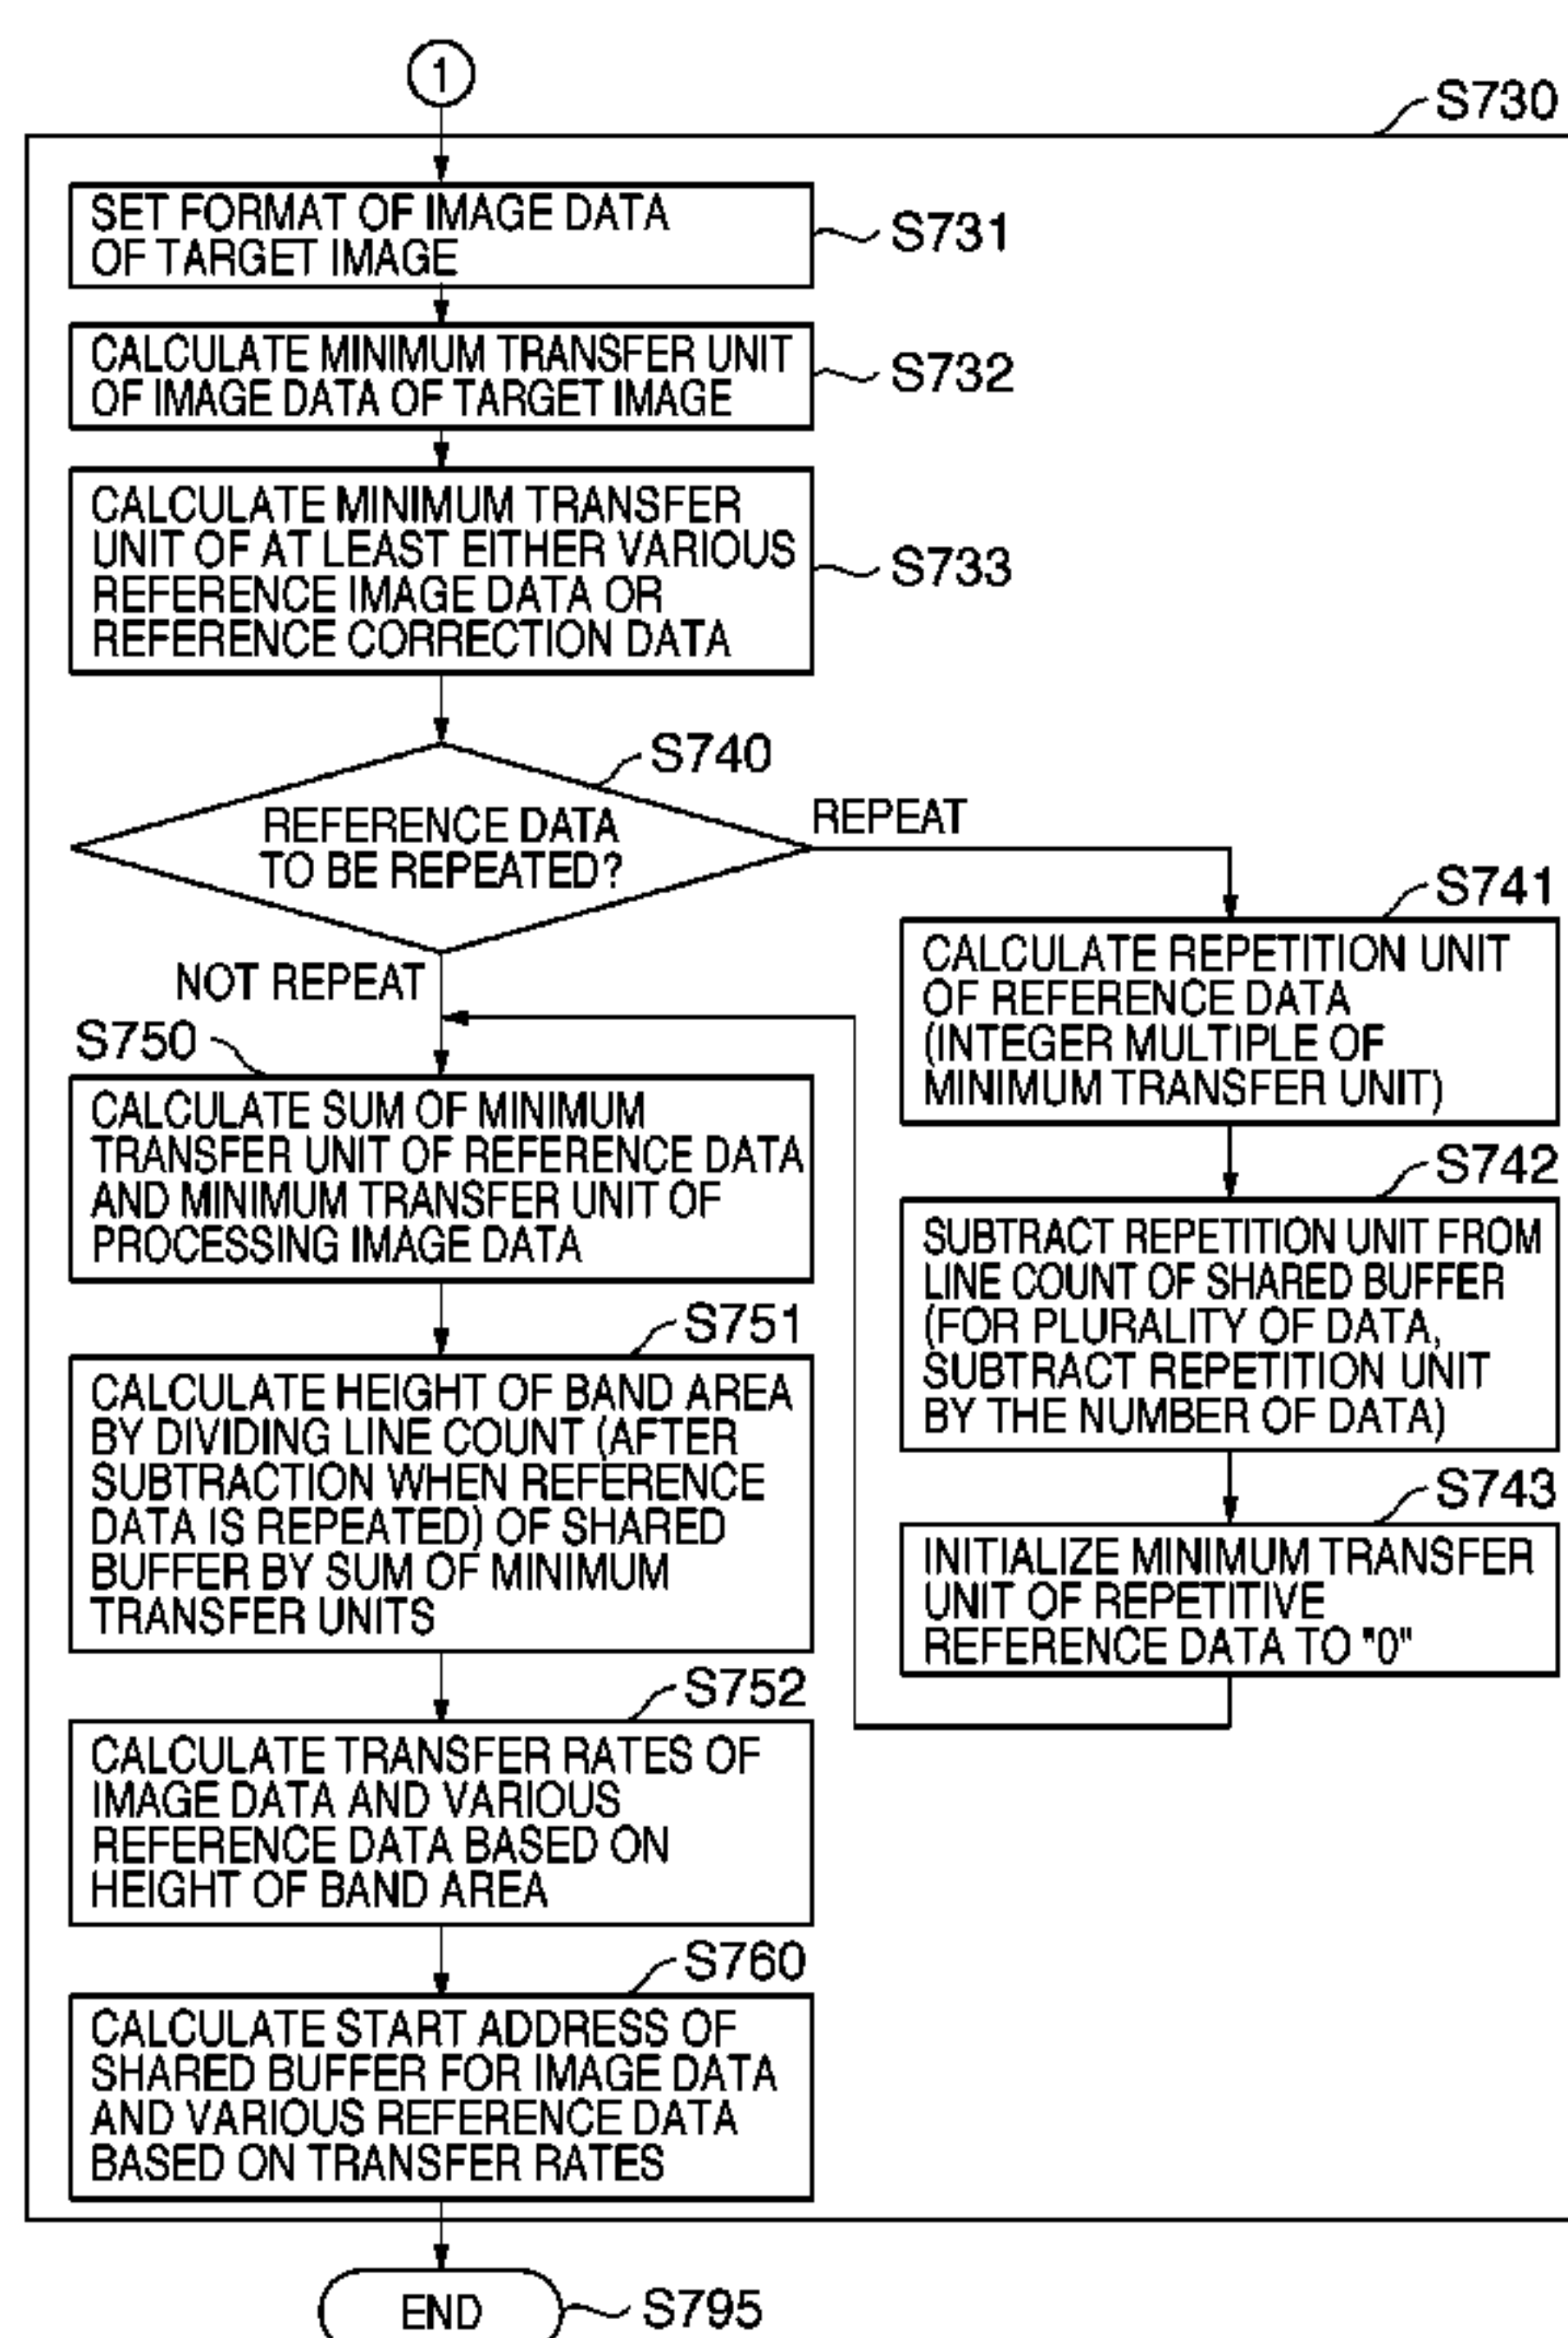 1
S730
SET FORMAT OF IMAGE DATA
OF TARGET IMAGE
S731
CALCULATE MINIMUM TRANSFER UNIT
OF IMAGE DATA OF TARGET IMAGE
S732
CALCULATE MINIMUM TRANSFER
UNIT OF AT LEAST EITHER VARIOUS
REFERENCE IMAGE DATA OR
REFERENCE CORRECTION DATA
S733
S740
REFERENCE DATA
TO BE REPEATED?
REPEAT
NOT REPEAT
S741
CALCULATE REPETITION UNIT
OF REFERENCE DATA
(INTEGER MULTIPLE OF
MINIMUM TRANSFER UNIT)
S742
SUBTRACT REPETITION UNIT FROM
LINE COUNT OF SHARED BUFFER
(FOR PLURALITY OF DATA,
SUBTRACT REPETITION UNIT
BY THE NUMBER OF DATA)
S743
INITIALIZE MINIMUM TRANSFER
UNIT OF REPETITIVE
REFERENCE DATA TO "0"
S750
CALCULATE SUM OF MINIMUM
TRANSFER UNIT OF REFERENCE DATA
AND MINIMUM TRANSFER UNIT OF
PROCESSING IMAGE DATA
S751
CALCULATE HEIGHT OF BAND AREA
BY DIVIDING LINE COUNT (AFTER
SUBTRACTION WHEN REFERENCE
DATA IS REPEATED) OF SHARED
BUFFER BY SUM OF MINIMUM
TRANSFER UNITS
S752
CALCULATE TRANSFER RATES OF
IMAGE DATA AND VARIOUS
REFERENCE DATA BASED ON
HEIGHT OF BAND AREA
S760
CALCULATE START ADDRESS OF
SHARED BUFFER FOR IMAGE DATA
AND VARIOUS REFERENCE DATA
BASED ON TRANSFER RATES
END
S795